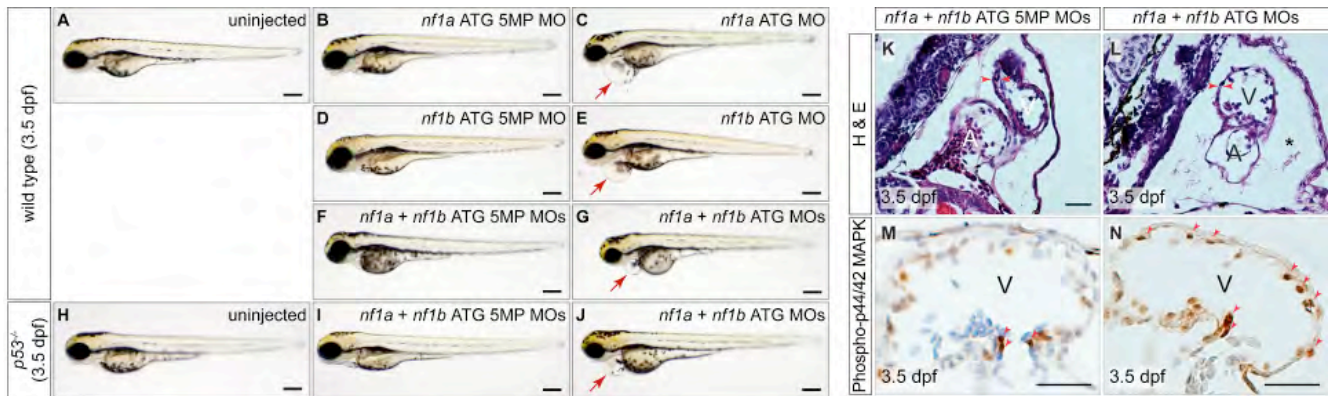 A uninjected
B nf1a ATG 5MP MO
C nf1a ATG MO
D nf1b ATG 5MP MO
E nf1b ATG MO
F nf1a + nf1b ATG 5MP MOs
G nf1a + nf1b ATG MOs
wild type (3.5 dpf)
H uninjected
I nf1a + nf1b ATG 5MP MOs
J nf1a + nf1b ATG MOs
p53-/-
(3.5 dpf)
nf1a + nf1b ATG 5MP MOs
nf1a + nf1b ATG MOs
H & E
K
V
A
3.5 dpf
L
V
A
*
3.5 dpf
Phospho-p44/42 MAPK
M
V
3.5 dpf
N
V
3.5 dpf